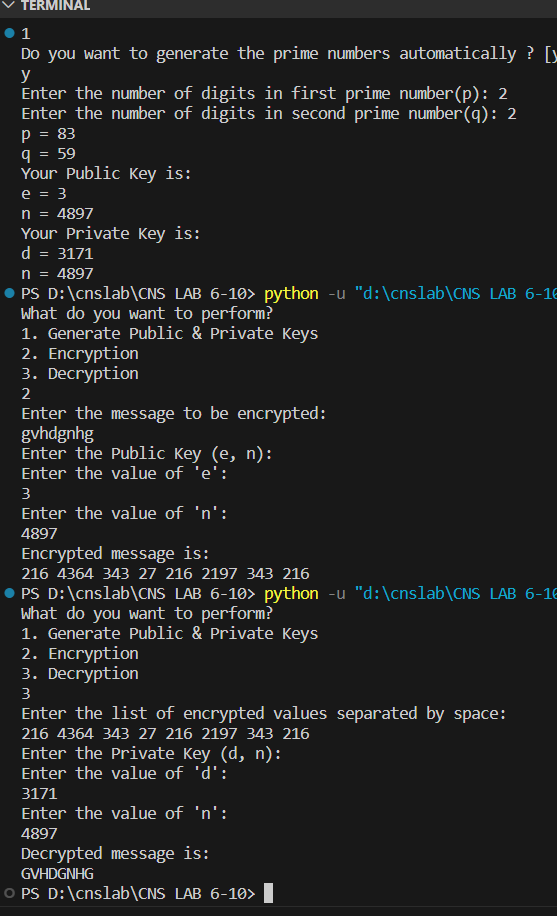 TERMINAL
1
Do you want to generate the prime numbers automatically ? [y
y
Enter the number of digits in first prime number(p): 2
Enter the number of digits in second prime number(q): 2
p = 83
q = 59
Your Public Key is:
e = 3
n = 4897
Your Private Key is:
d = 3171
n = 4897
PS D:\cnslab\CNS LAB 6-10> python -u "d:\cnslab\CNS LAB 6-10
What do you want to perform?
1. Generate Public & Private Keys
2. Encryption
3. Decryption
2
Enter the message to be encrypted:
gvhdgnhg
Enter the Public Key (e, n):
Enter the value of 'e':
3
Enter the value of 'n':
4897
Encrypted message is:
216 4364 343 27 216 2197 343 216
PS D:\cnslab\CNS LAB 6-10> python -u "d:\cnslab\CNS LAB 6-10
What do you want to perform?
1. Generate Public & Private Keys
2. Encryption
3. Decryption
3
Enter the list of encrypted values separated by space:
216 4364 343 27 216 2197 343 216
Enter the Private Key (d, n):
Enter the value of 'd':
3171
Enter the value of 'n':
4897
Decrypted message is:
GVHDGNHG
PS D:\cnslab\CNS LAB 6-10>